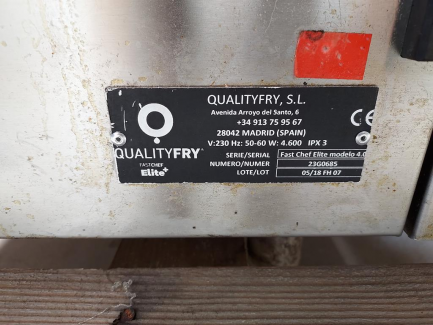 QUALITYFRY, S.L.
Avenida Arroyo del Santo, 6
+34 913 75 95 67
28042 MADRID (SPAIN)
V:230 Hz: 50-60 W: 4.600 IPX 3
CE
QUALITYFRY
FASTCHEF
Elite+
SERIE/SERIAL Fast Chef Elite modelo 4.0
NUMERO/NUMER 23G0685
LOTE/LOT 05/18 FH 07